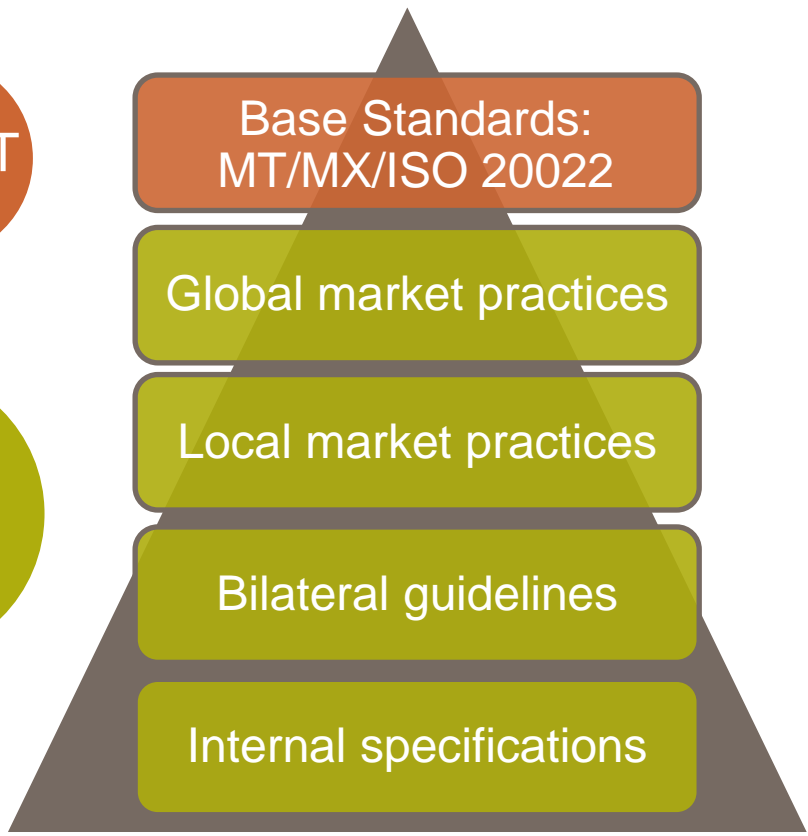 T
Base Standards:
MT/MX/ISO 20022
Global market practices
Local market practices
Bilateral guidelines
Internal specifications